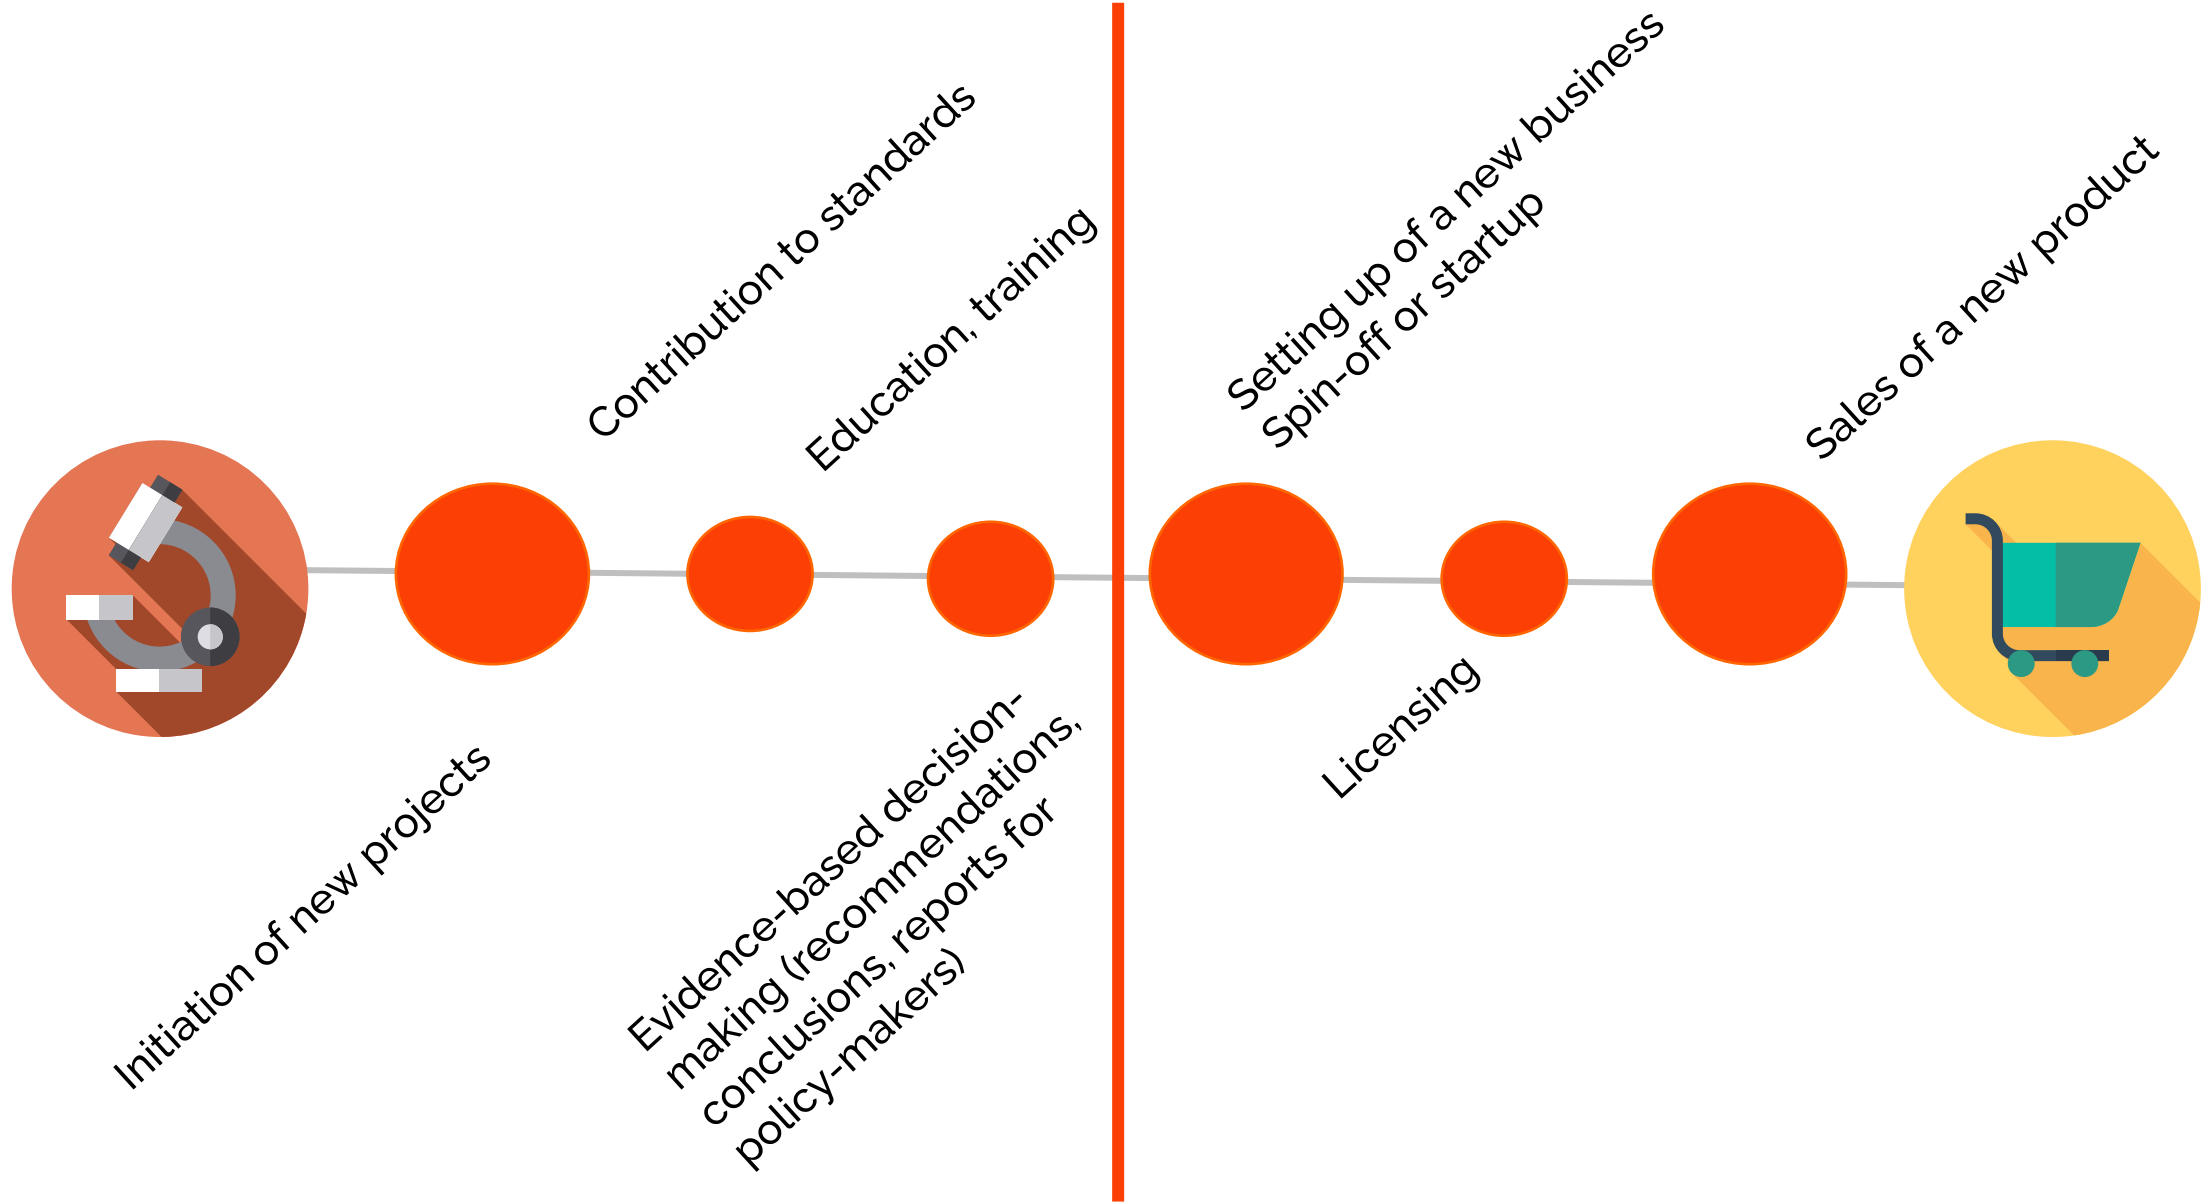 Contribution to standards
Education, training
Setting up of a new business
Spin-off or startup
Sales of a new product
Initiation of new projects
Evidence-based decision-
making (recommendations,
conclusions, reports for
policy-makers)
Licensing